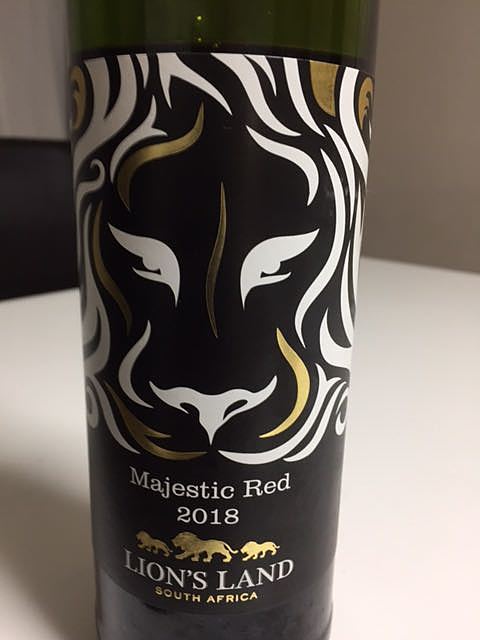 Majestic Red
2018
LION'S LAND
SOUTH AFRICA